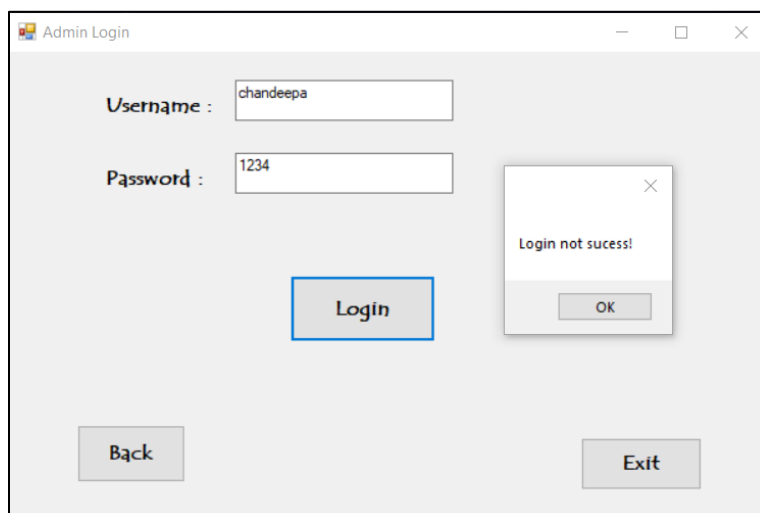 Admin Login
Username :
chandeepa
Password :
1234
Login not sucess!
OK
Login
Back
Exit